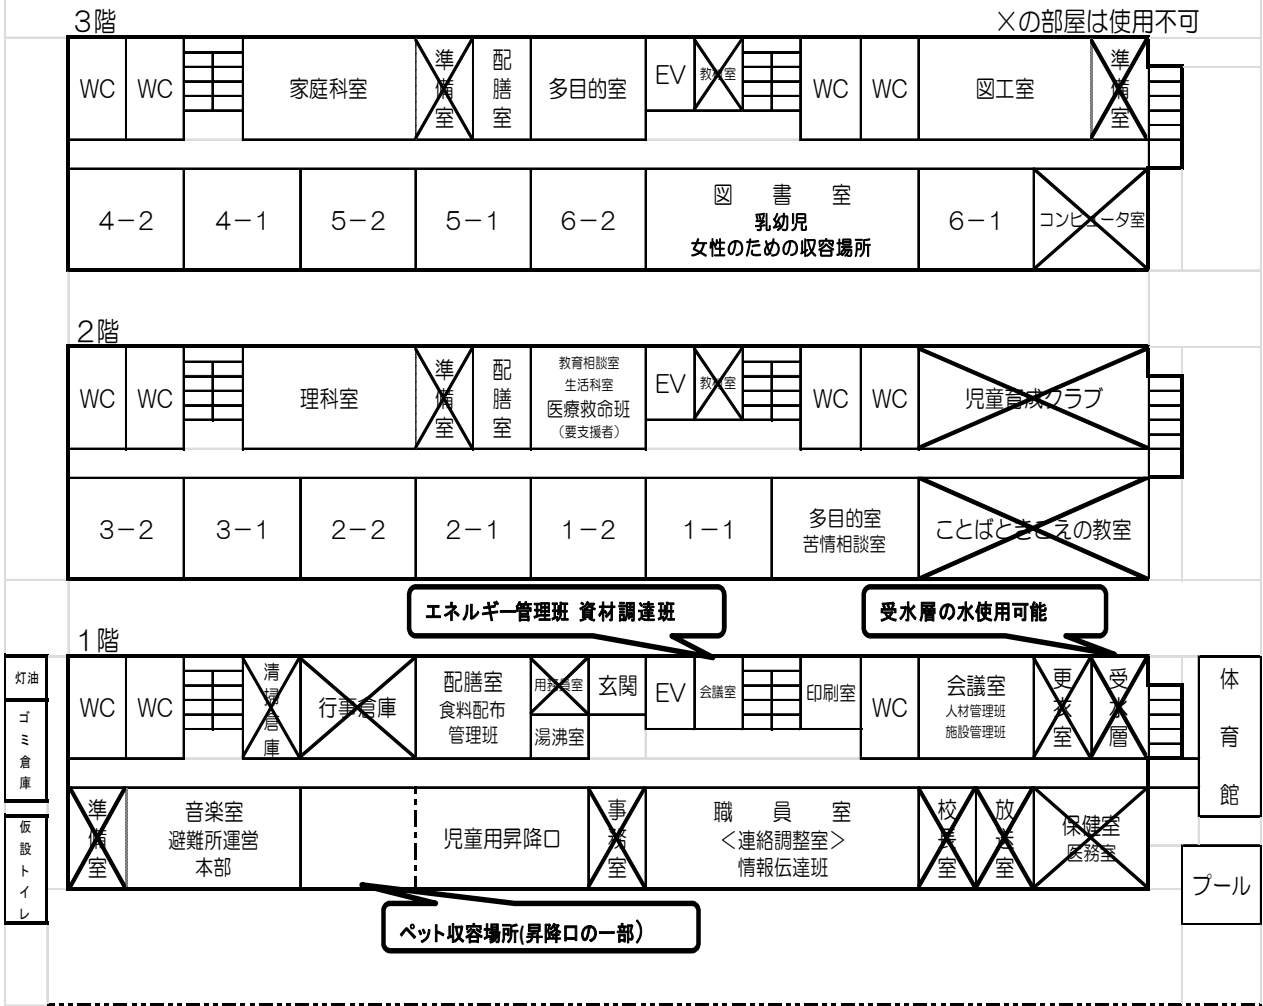 3階
×の部屋は使用不可
WC
WC
家庭科室
準備室
配膳室
多目的室
EV
教材室
WC
WC
図工室
準備室
4－2
4－1
5－2
5－1
6－2
図　書　室
乳幼児
女性のための収容場所
6－1
コンピュータ室
2階
WC
WC
理科室
準備室
配膳室
教育相談室
生活科室
医療救命班
（要支援者）
EV
教材室
WC
WC
児童育成クラブ
3－2
3－1
2－2
2－1
1－2
1－1
多目的室
苦情相談室
ことばときこえの教室
エネルギー管理班 資材調達班
受水層の水使用可能
1階
灯油
ゴミ倉庫
仮設トイレ
WC
WC
清掃倉庫
行事倉庫
配膳室
食料配布
管理班
用務員室
湯沸室
玄関
EV
会議室
印刷室
WC
会議室
人材管理班
施設管理班
更衣室
受水層
体育館
準備室
音楽室
避難所運営
本部
児童用昇降口
事務室
職　員　室
＜連絡調整室＞
情報伝達班
校長室
放送室
保健室
医務室
プール
ペット収容場所(昇降口の一部）